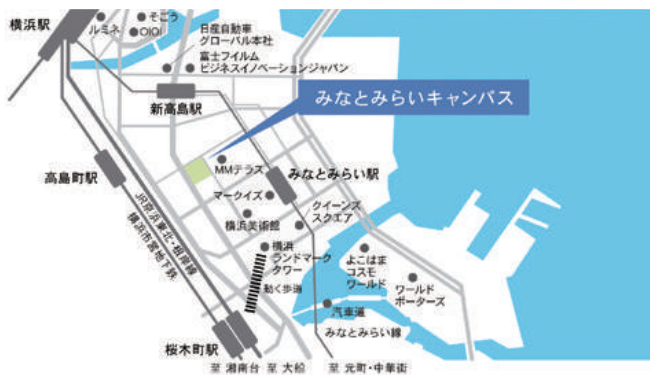 横浜駅
そごう
ルミネ
OIOI
日産自動車
グローバル本社
富士フイルム
ビジネスイノベーションジャパン
みなとみらいキャンパス
新高島駅
高島町駅
MMテラス
みなとみらい駅
マークイズ
横浜美術館
クイーンズ
スクエア
JR京浜東北・根岸線
横浜市営地下鉄
横浜
ランドマーク
タワー
よこはま
コスモ
ワールド
ワールド
ポーターズ
動く歩道
汽車道
みなとみらい線
桜木町駅
至 湘南台
至 大船
至 元町・中華街